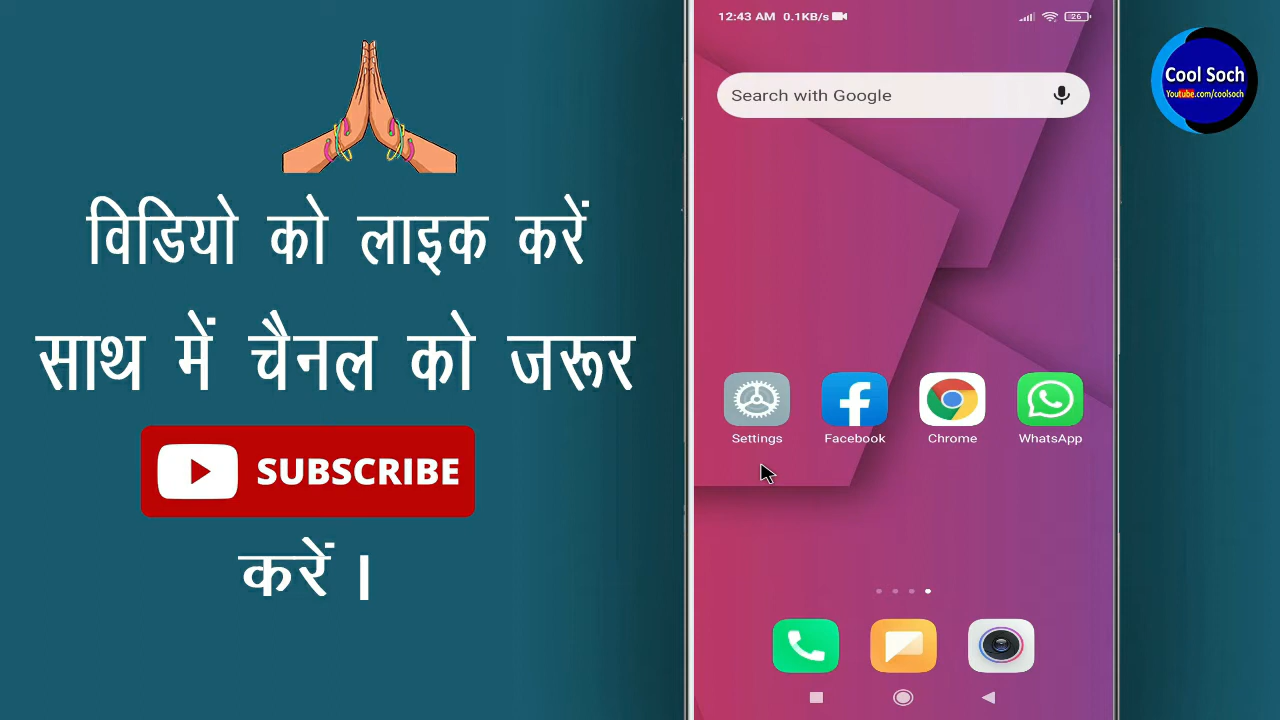 विडियो को लाइक करें
साथ में चैनल को जरूर
SUBSCRIBE
करें ।
12:43 AM 0.1KB/s
26
Search with Google
Settings
Facebook
Chrome
WhatsApp
Cool Soch
Youtube.com/coolsoch